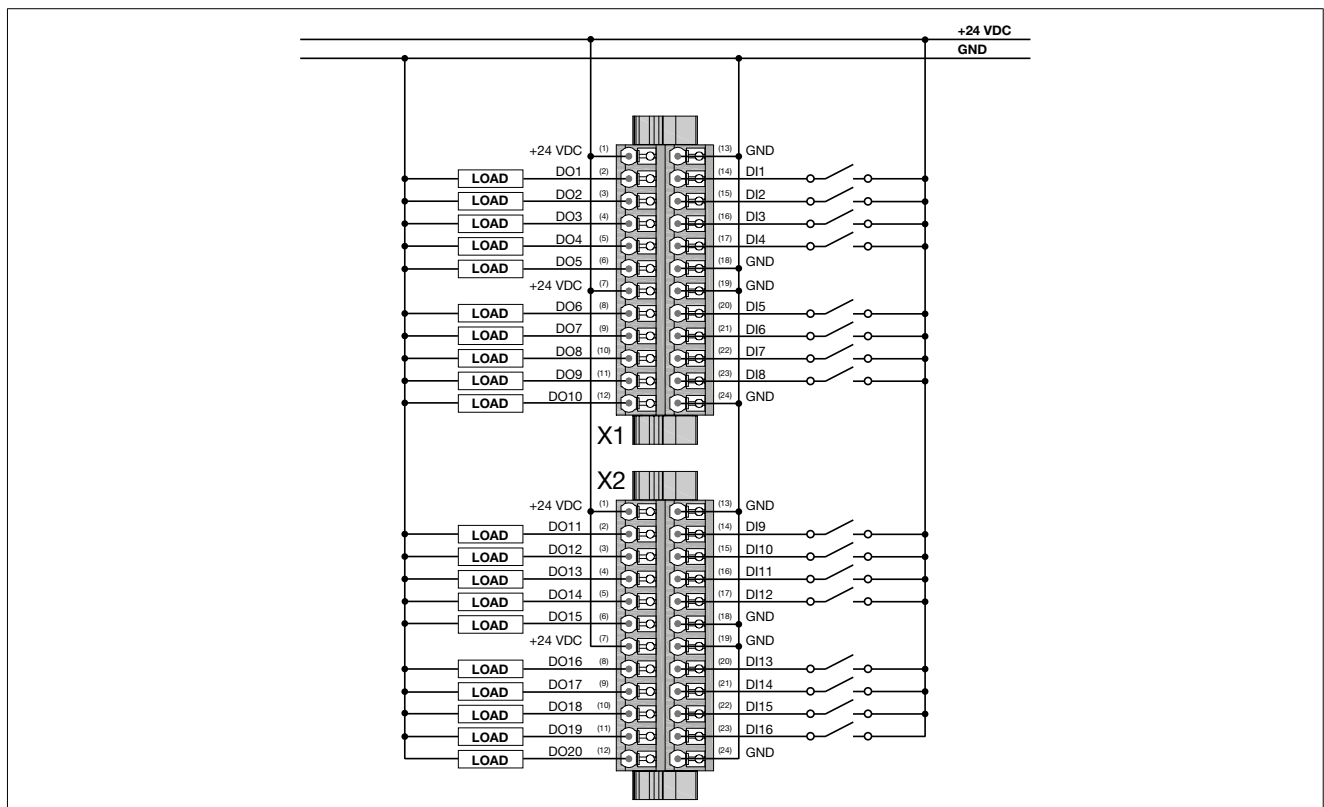 +24 VDC
GND
+24 VDC (1) (13) GND
LOAD DO1 (2) (14) DI1
LOAD DO2 (3) (15) DI2
LOAD DO3 (4) (16) DI3
LOAD DO4 (5) (17) DI4
LOAD DO5 (6) (18) GND
+24 VDC (7) (19) GND
LOAD DO6 (8) (20) DI5
LOAD DO7 (9) (21) DI6
LOAD DO8 (10) (22) DI7
LOAD DO9 (11) (23) DI8
LOAD DO10 (12) (24) GND
X1
X2
+24 VDC (1) (13) GND
LOAD DO11 (2) (14) DI9
LOAD DO12 (3) (15) DI10
LOAD DO13 (4) (16) DI11
LOAD DO14 (5) (17) DI12
LOAD DO15 (6) (18) GND
+24 VDC (7) (19) GND
LOAD DO16 (8) (20) DI13
LOAD DO17 (9) (21) DI14
LOAD DO18 (10) (22) DI15
LOAD DO19 (11) (23) DI16
LOAD DO20 (12) (24) GND